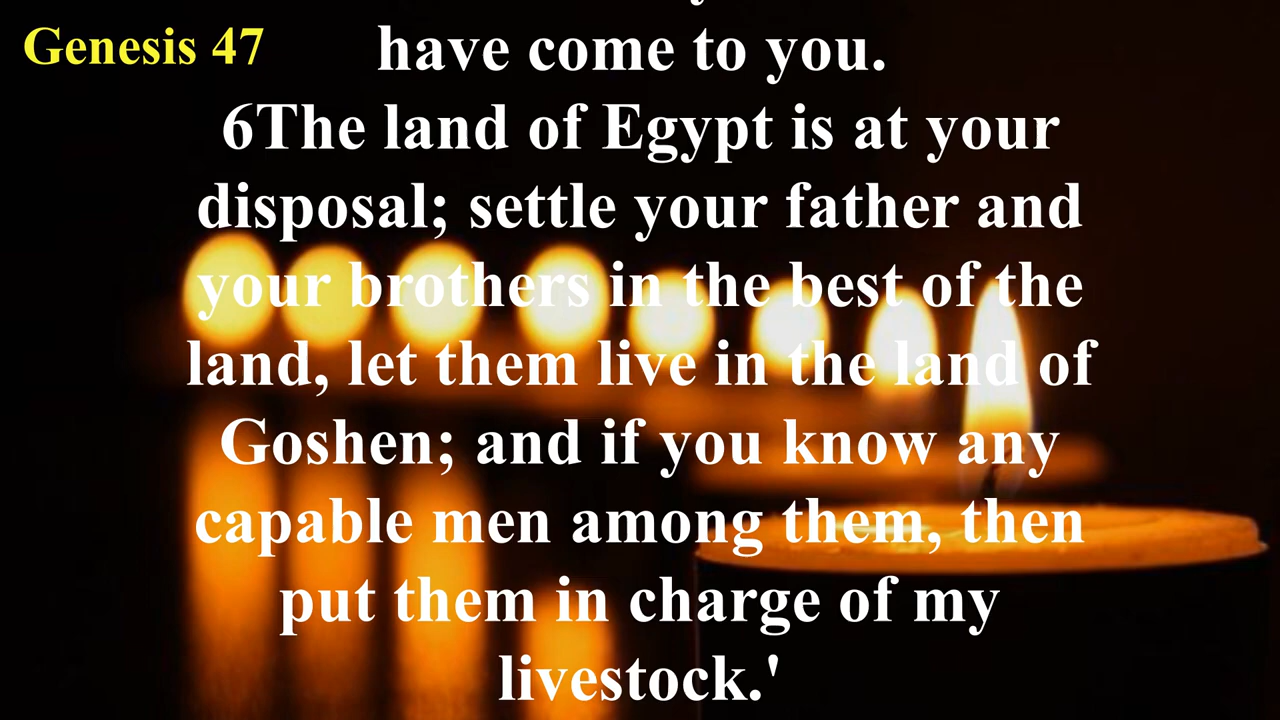 Genesis 47
have come to you.
6The land of Egypt is at your
disposal; settle your father and
your brothers in the best of the
land, let them live in the land of
Goshen; and if you know any
capable men among them, then
put them in charge of my
livestock.'